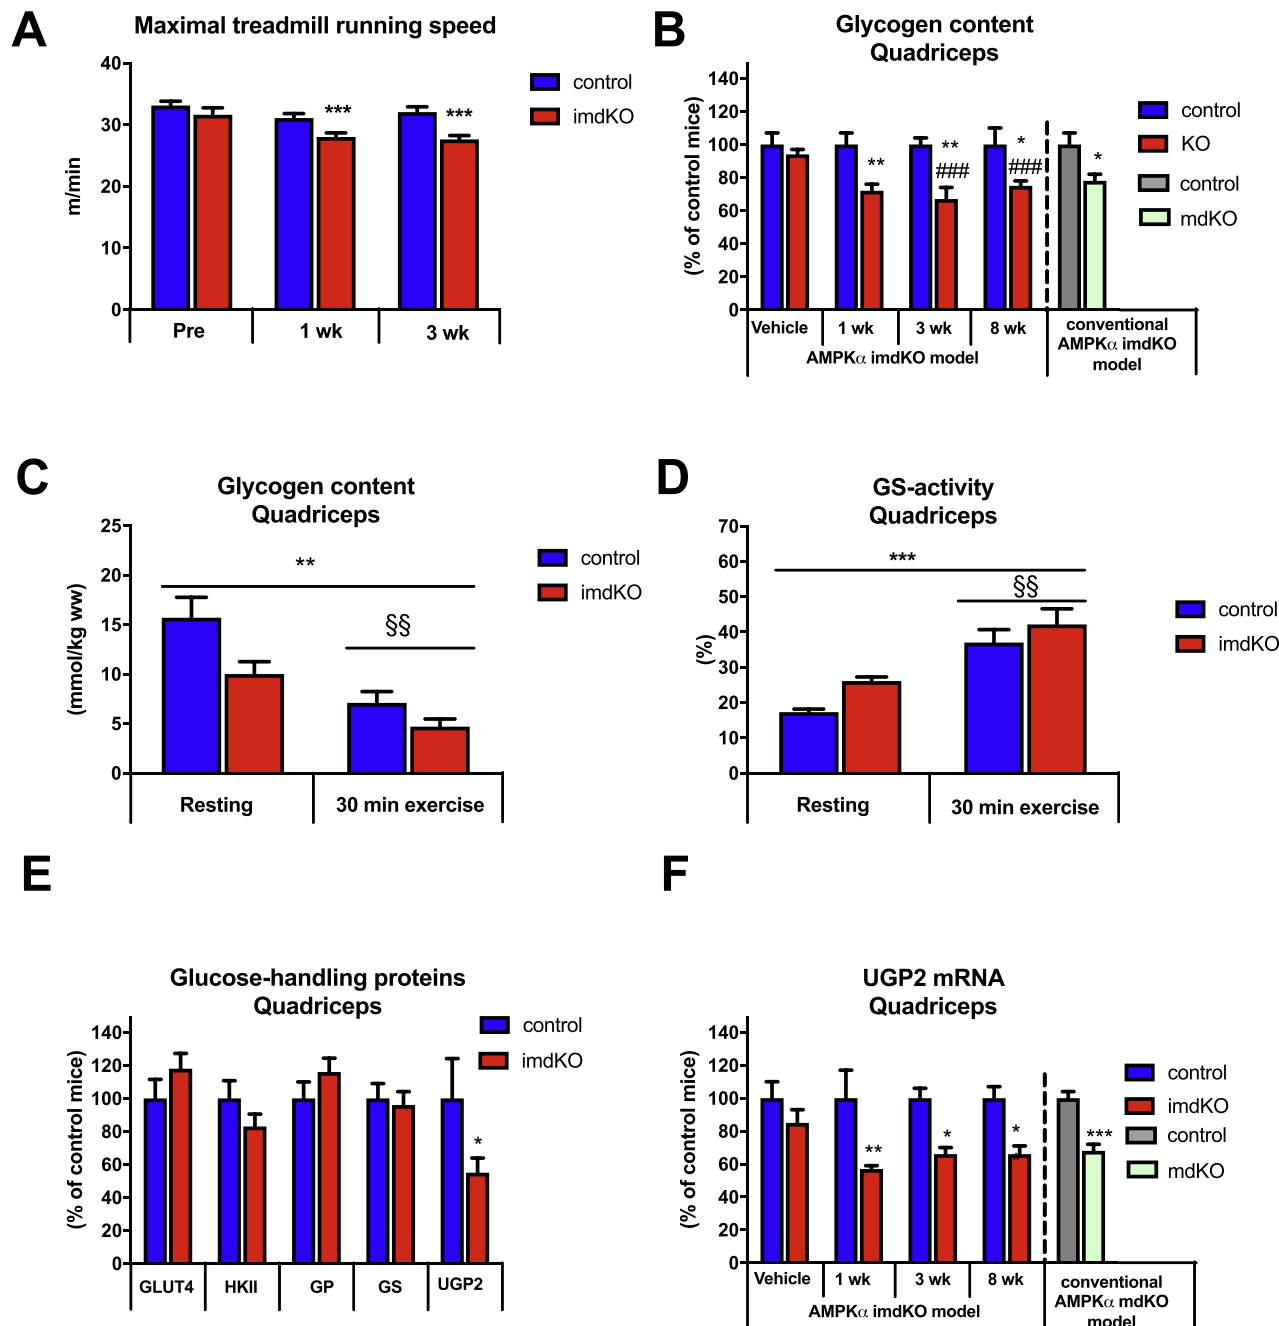 A
Maximal treadmill running speed
40
30
20
10
0
m/min
*** ***
Pre
1 wk
3 wk
control
imdKO
B
Glycogen content
Quadriceps
140
120
100
80
60
40
20
0
(% of control mice)
**
**
###
*
###
*
Vehicle
1 wk
3 wk
8 wk
AMPKα imdKO model
conventional
AMPKα imdKO
model
control
KO
control
mdKO
C
Glycogen content
Quadriceps
25
20
15
10
5
0
(mmol/kg ww)
**
§§
Resting
30 min exercise
control
imdKO
D
GS-activity
Quadriceps
70
60
50
40
30
20
10
0
(%)
***
§§
Resting
30 min exercise
control
imdKO
E
Glucose-handling proteins
Quadriceps
140
120
100
80
60
40
20
0
(% of control mice)
*
GLUT4
HKII
GP
GS
UGP2
control
imdKO
F
UGP2 mRNA
Quadriceps
140
120
100
80
60
40
20
0
(% of control mice)
**
*
*
***
Vehicle
1 wk
3 wk
8 wk
AMPKα imdKO model
conventional
AMPKα mdKO
model
control
imdKO
control
mdKO